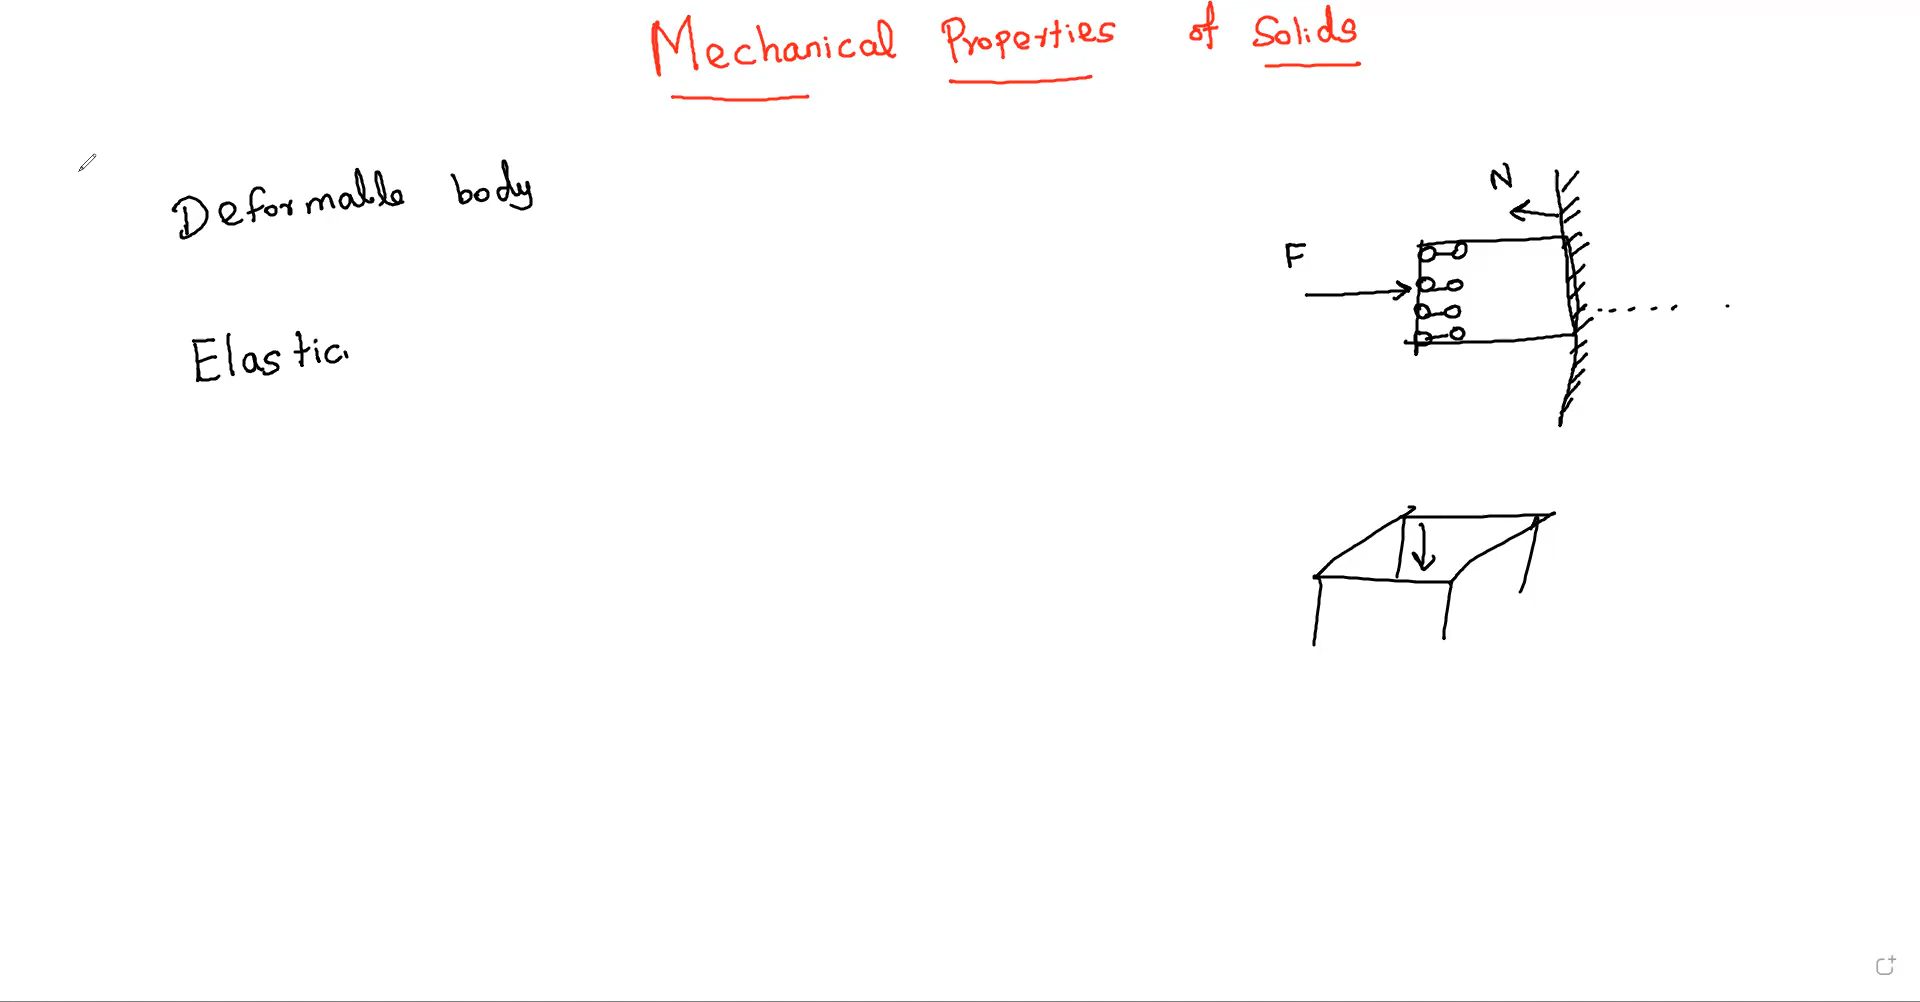 Mechanical Properties of Solids
Deformable body
N
F
Elastic